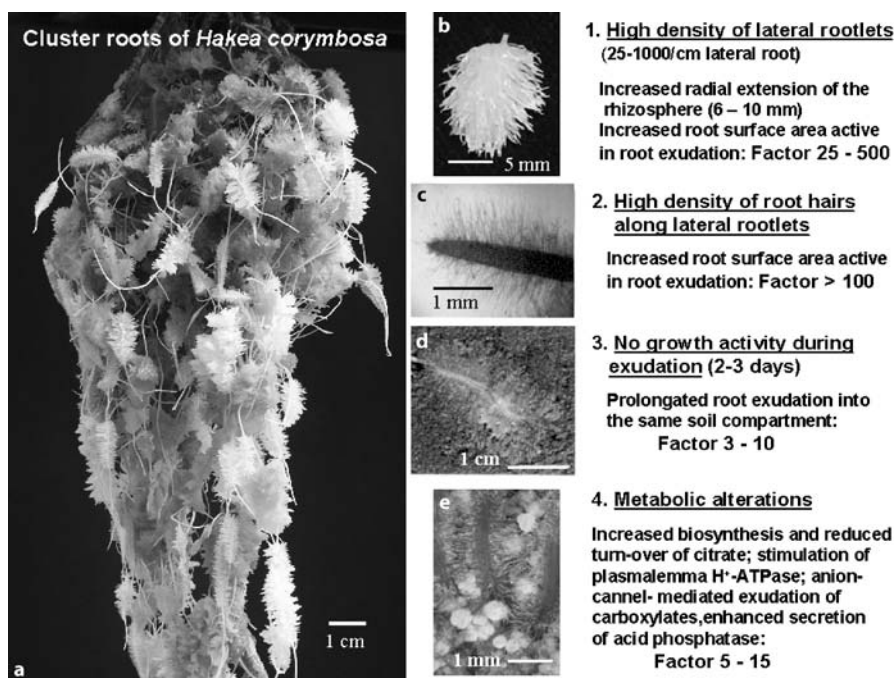 Cluster roots of Hakea corymbosa
1 cm
a
b
5 mm
1. High density of lateral rootlets
(25-1000/cm lateral root)
Increased radial extension of the
rhizosphere (6 – 10 mm)
Increased root surface area active
in root exudation: Factor 25 - 500
c
1 mm
2. High density of root hairs
along lateral rootlets
Increased root surface area active
in root exudation: Factor > 100
d
1 cm
3. No growth activity during
exudation (2-3 days)
Prolongated root exudation into
the same soil compartment:
Factor 3 - 10
e
1 mm
4. Metabolic alterations
Increased biosynthesis and reduced
turn-over of citrate; stimulation of
plasmalemma H⁺-ATPase; anion-
cannel- mediated exudation of
carboxylates,enhanced secretion
of acid phosphatase:
Factor 5 - 15